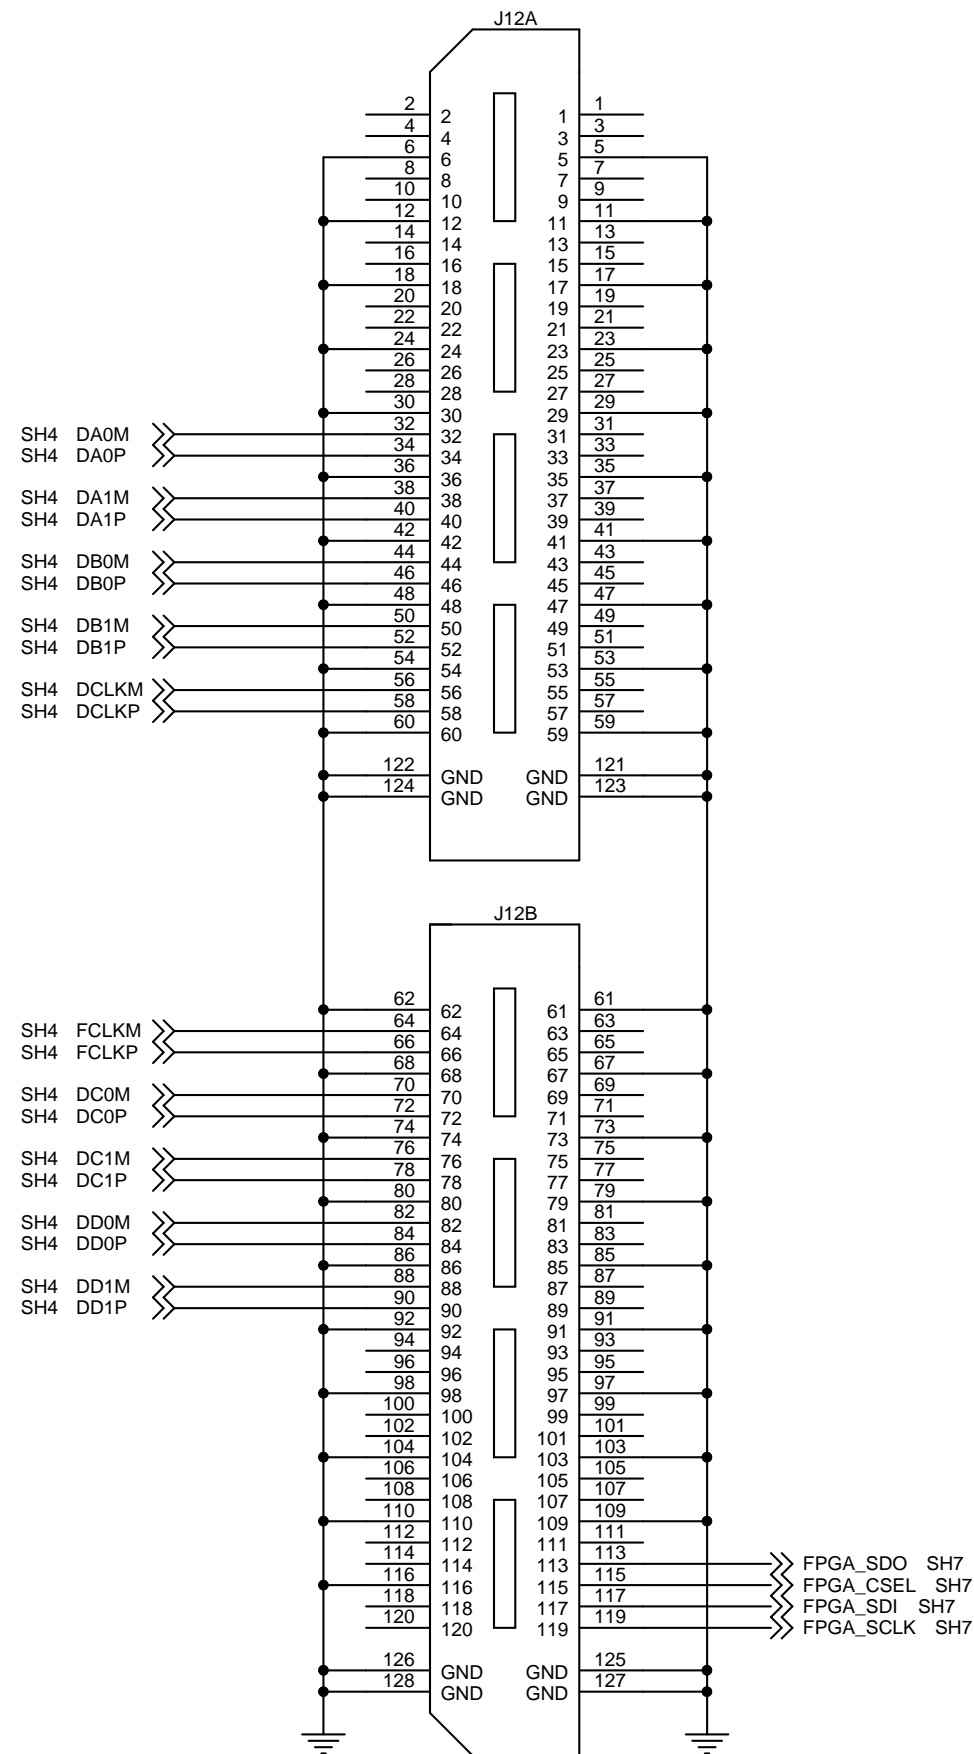 J12A
2 2 1 1
4 4 3 3
6 6 5 5
8 8 7 7
10 10 9 9
12 12 11 11
14 14 13 13
16 16 15 15
18 18 17 17
20 20 19 19
22 22 21 21
24 24 23 23
26 26 25 25
28 28 27 27
30 30 29 29
SH4 DA0M 32 32 31 31
SH4 DA0P 34 34 33 33
36 36 35 35
SH4 DA1M 38 38 37 37
SH4 DA1P 40 40 39 39
42 42 41 41
SH4 DB0M 44 44 43 43
SH4 DB0P 46 46 45 45
48 48 47 47
SH4 DB1M 50 50 49 49
SH4 DB1P 52 52 51 51
54 54 53 53
SH4 DCLKM 56 56 55 55
SH4 DCLKP 58 58 57 57
60 60 59 59
122 GND GND 121
124 GND GND 123
J12B
62 62 61 61
SH4 FCLKM 64 64 63 63
SH4 FCLKP 66 66 65 65
68 68 67 67
SH4 DC0M 70 70 69 69
SH4 DC0P 72 72 71 71
74 74 73 73
SH4 DC1M 76 76 75 75
SH4 DC1P 78 78 77 77
80 80 79 79
SH4 DD0M 82 82 81 81
SH4 DD0P 84 84 83 83
86 86 85 85
SH4 DD1M 88 88 87 87
SH4 DD1P 90 90 89 89
92 92 91 91
94 94 93 93
96 96 95 95
98 98 97 97
100 100 99 99
102 102 101 101
104 104 103 103
106 106 105 105
108 108 107 107
110 110 109 109
112 112 111 111
114 114 113 113 FPGA_SDO SH7
116 116 115 115 FPGA_CSEL SH7
118 118 117 117 FPGA_SDI SH7
120 120 119 119 FPGA_SCLK SH7
126 GND GND 125
128 GND GND 127